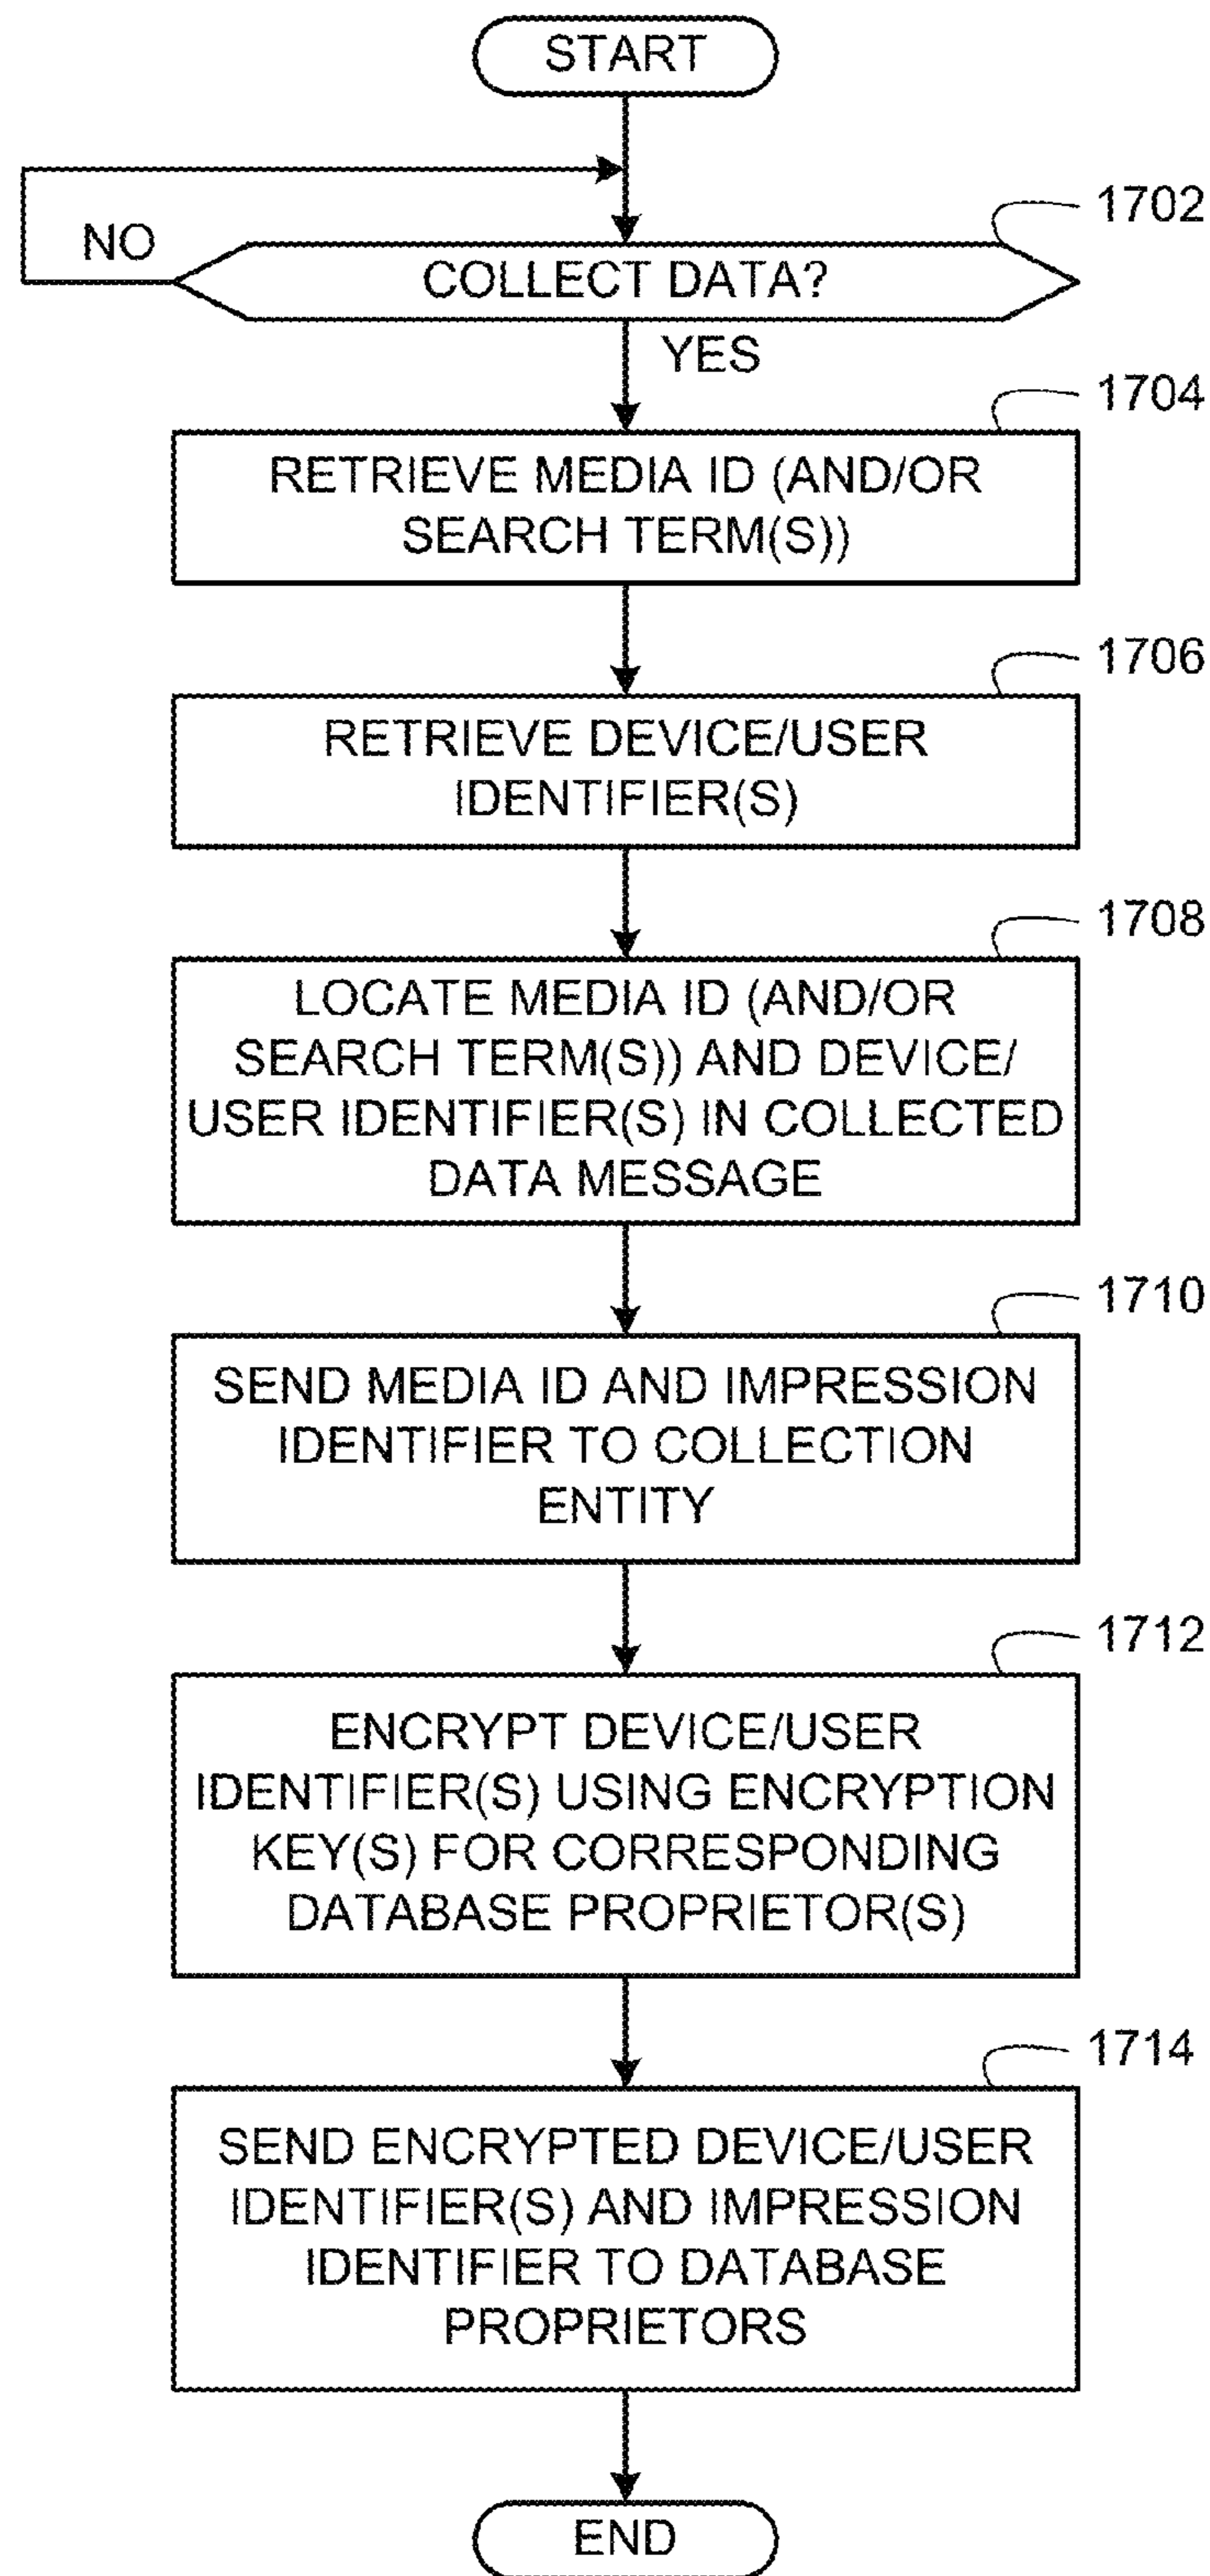 START
1702
NO
COLLECT DATA?
YES
1704
RETRIEVE MEDIA ID (AND/OR
SEARCH TERM(S))
1706
RETRIEVE DEVICE/USER
IDENTIFIER(S)
1708
LOCATE MEDIA ID (AND/OR
SEARCH TERM(S)) AND DEVICE/
USER IDENTIFIER(S) IN COLLECTED
DATA MESSAGE
1710
SEND MEDIA ID AND IMPRESSION
IDENTIFIER TO COLLECTION
ENTITY
1712
ENCRYPT DEVICE/USER
IDENTIFIER(S) USING ENCRYPTION
KEY(S) FOR CORRESPONDING
DATABASE PROPRIETOR(S)
1714
SEND ENCRYPTED DEVICE/USER
IDENTIFIER(S) AND IMPRESSION
IDENTIFIER TO DATABASE
PROPRIETORS
END